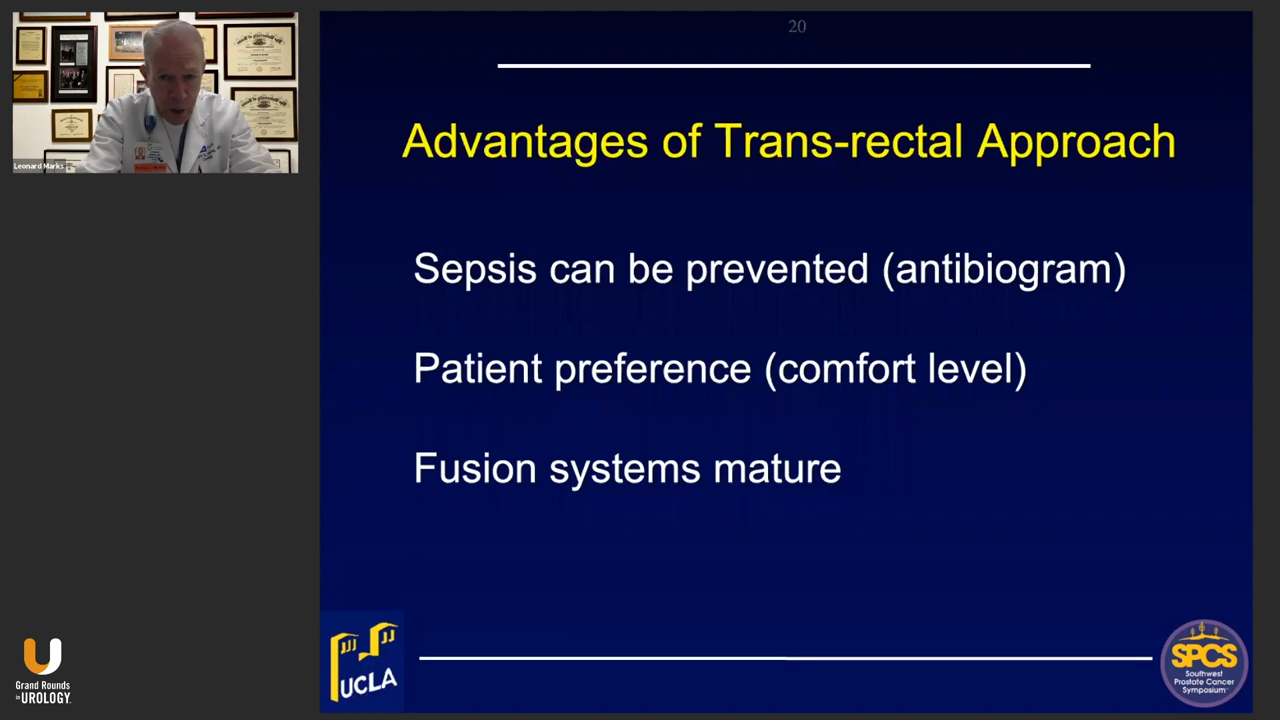 20
Leonard Marks
Advantages of Trans-rectal Approach
Sepsis can be prevented (antibiogram)
Patient preference (comfort level)
Fusion systems mature
Grand Rounds
in UROLOGY
UCLA
SPCS
Southwest
Prostate Cancer
Symposium